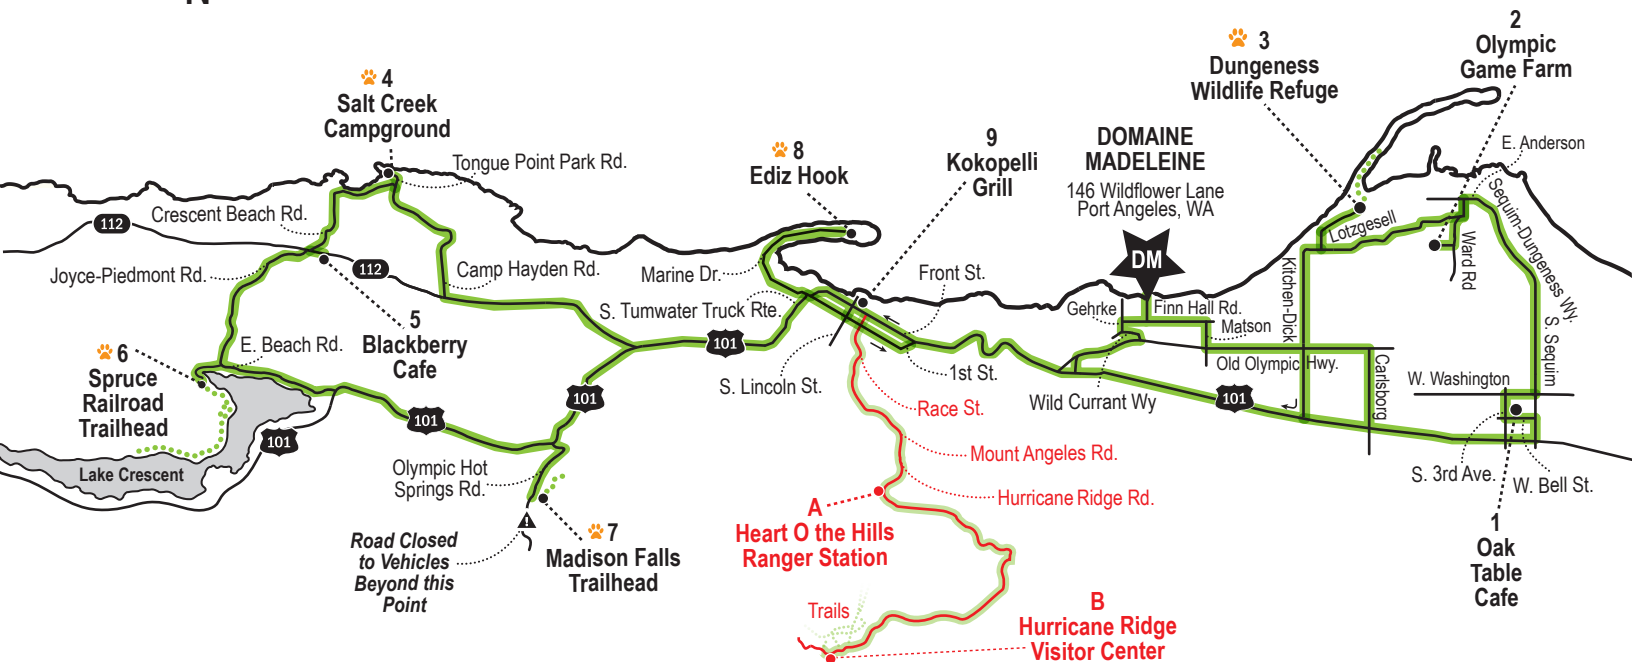 N
4
Salt Creek
Campground
Tongue Point Park Rd.
Crescent Beach Rd.
112
Joyce-Piedmont Rd.
112
Camp Hayden Rd.
5
Blackberry
Cafe
6
Spruce
Railroad
Trailhead
E. Beach Rd.
101
101
Lake Crescent
Olympic Hot
Springs Rd.
101
!
Road Closed
to Vehicles
Beyond this
Point
7
Madison Falls
Trailhead
8
Ediz Hook
Marine Dr.
S. Tumwater Truck Rte.
101
9
Kokopelli
Grill
Front St.
S. Lincoln St.
1st St.
Race St.
Mount Angeles Rd.
Hurricane Ridge Rd.
A
Heart O the Hills
Ranger Station
Trails
B
Hurricane Ridge
Visitor Center
DOMAINE
MADELEINE
146 Wildflower Lane
Port Angeles, WA
DM
Gehrke
Finn Hall Rd.
Matson
Old Olympic Hwy.
Wild Currant Wy
101
Kitchen-Dick
Carlsborg
3
Dungeness
Wildlife Refuge
2
Olympic
Game Farm
E. Anderson
Lotzgesell
Ward Rd
Sequim-Dungeness Wy.
S. Sequim
W. Washington
S. 3rd Ave.
W. Bell St.
1
Oak
Table
Cafe